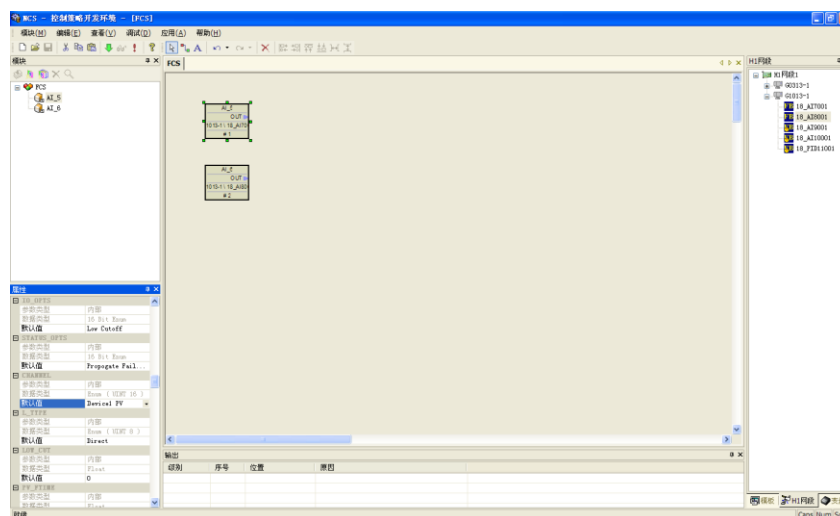 MCS - 控制策略开发环境 - [FCS]
模块(M) 编辑(E) 查看(V) 调试(D) 应用(A) 帮助(H)
模块
FCS
AI_5
AI_6
FCS
AI_5
OUT
# 1
OUT
# 2
H1网段
H1网段1
G0313-1
G1013-1
18_AI7001
18_AI8001
18_AI9001
18_AI10001
属性
IO_OPTS
参数类型 内部
数据类型 16 Bit Enum
默认值 Low Cutoff
STATUS_OPTS
参数类型 内部
数据类型 16 Bit Enum
默认值 Propogate Fail...
CHANNEL
参数类型 内部
数据类型 Enum ( UINT 16 )
默认值 Device1 PV
L_TYPE
参数类型 内部
数据类型 Enum ( UINT 8 )
默认值 Direct
LOW_CUT
参数类型 内部
数据类型 Float
默认值 0
PV_FTIME
参数类型 内部
数据类型 Float
输出
级别 序号 位置 原因
模板 H1网段
就绪
Caps Num